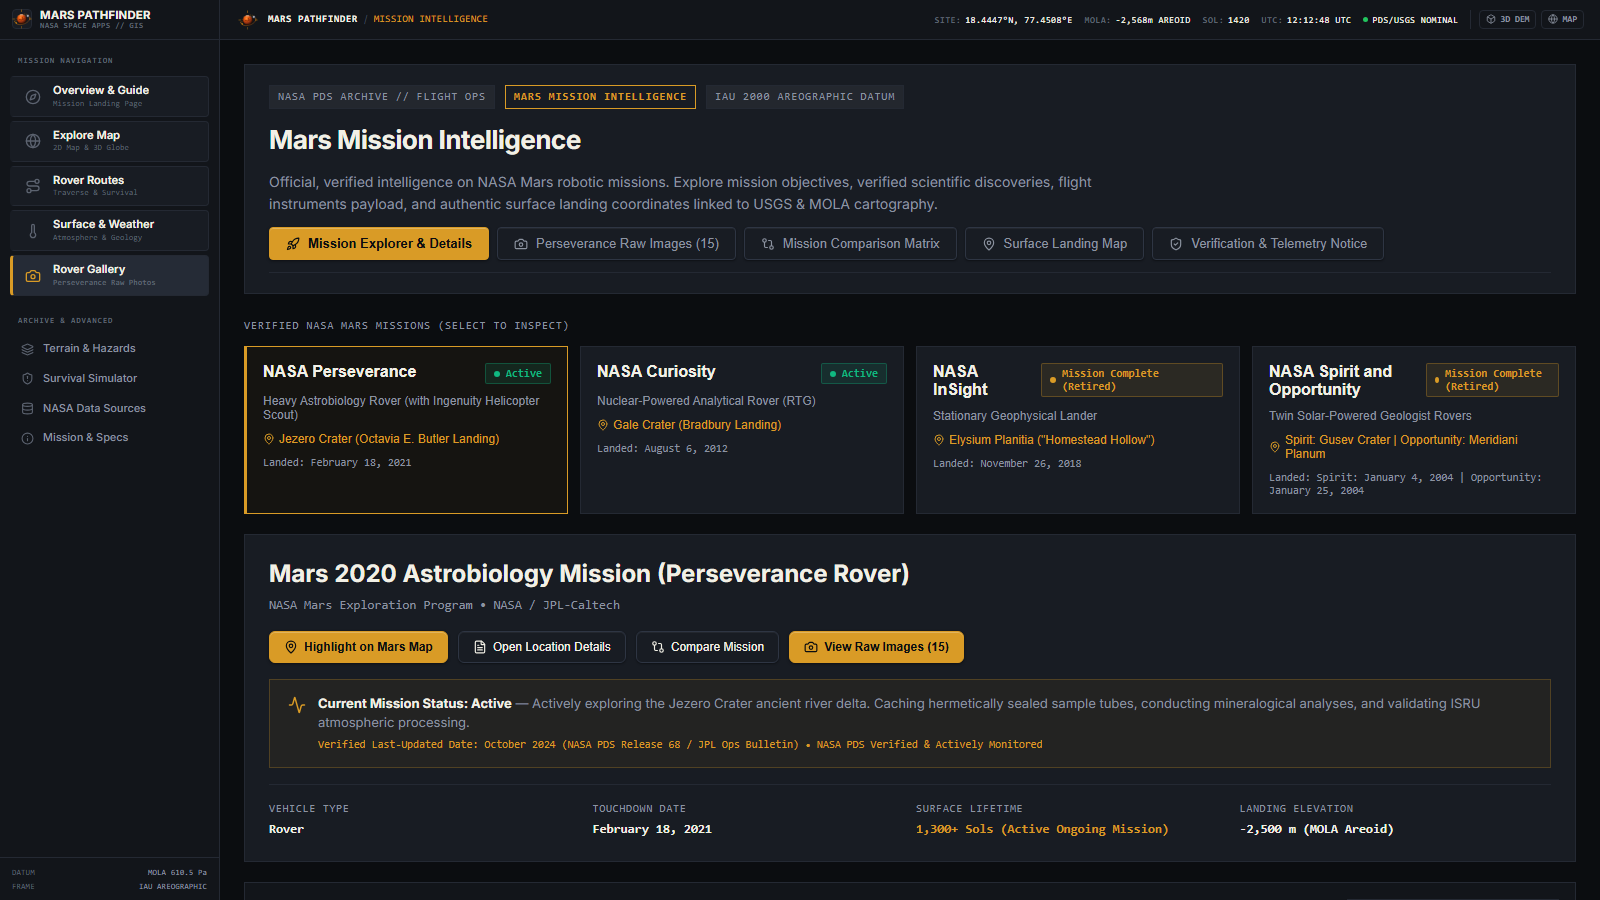 MARS PATHFINDER
NASA SPACE APPS // GIS
MARS PATHFINDER / MISSION INTELLIGENCE
SITE: 18.4447°N, 77.4508°E MOLA: -2,568m AREOID SOL: 1420 UTC: 12:12:48 UTC PDS/USGS NOMINAL
3D DEM
MAP
MISSION NAVIGATION
Overview & Guide
Mission Landing Page
Explore Map
2D Map & 3D Globe
Rover Routes
Traverse & Survival
Surface & Weather
Atmosphere & Geology
Rover Gallery
Perseverance Raw Photos
ARCHIVE & ADVANCED
Terrain & Hazards
Survival Simulator
NASA Data Sources
Mission & Specs
DATUM MOLA 610.5 Pa
FRAME IAU AREOGRAPHIC
NASA PDS ARCHIVE // FLIGHT OPS
MARS MISSION INTELLIGENCE
IAU 2000 AREOGRAPHIC DATUM
Mars Mission Intelligence
Official, verified intelligence on NASA Mars robotic missions. Explore mission objectives, verified scientific discoveries, flight
instruments payload, and authentic surface landing coordinates linked to USGS & MOLA cartography.
Mission Explorer & Details
Perseverance Raw Images (15)
Mission Comparison Matrix
Surface Landing Map
Verification & Telemetry Notice
VERIFIED NASA MARS MISSIONS (SELECT TO INSPECT)
NASA Perseverance
Active
Heavy Astrobiology Rover (with Ingenuity Helicopter
Scout)
Jezero Crater (Octavia E. Butler Landing)
Landed: February 18, 2021
NASA Curiosity
Active
Nuclear-Powered Analytical Rover (RTG)
Gale Crater (Bradbury Landing)
Landed: August 6, 2012
NASA
InSight
Mission Complete
(Retired)
Stationary Geophysical Lander
Elysium Planitia ("Homestead Hollow")
Landed: November 26, 2018
NASA Spirit and
Opportunity
Mission Complete
(Retired)
Twin Solar-Powered Geologist Rovers
Spirit: Gusev Crater | Opportunity: Meridiani
Planum
Landed: Spirit: January 4, 2004 | Opportunity:
January 25, 2004
Mars 2020 Astrobiology Mission (Perseverance Rover)
NASA Mars Exploration Program • NASA / JPL-Caltech
Highlight on Mars Map
Open Location Details
Compare Mission
View Raw Images (15)
Current Mission Status: Active — Actively exploring the Jezero Crater ancient river delta. Caching hermetically sealed sample tubes, conducting mineralogical analyses, and validating ISRU
atmospheric processing.
Verified Last-Updated Date: October 2024 (NASA PDS Release 68 / JPL Ops Bulletin) • NASA PDS Verified & Actively Monitored
VEHICLE TYPE
Rover
TOUCHDOWN DATE
February 18, 2021
SURFACE LIFETIME
1,300+ Sols (Active Ongoing Mission)
LANDING ELEVATION
-2,500 m (MOLA Areoid)